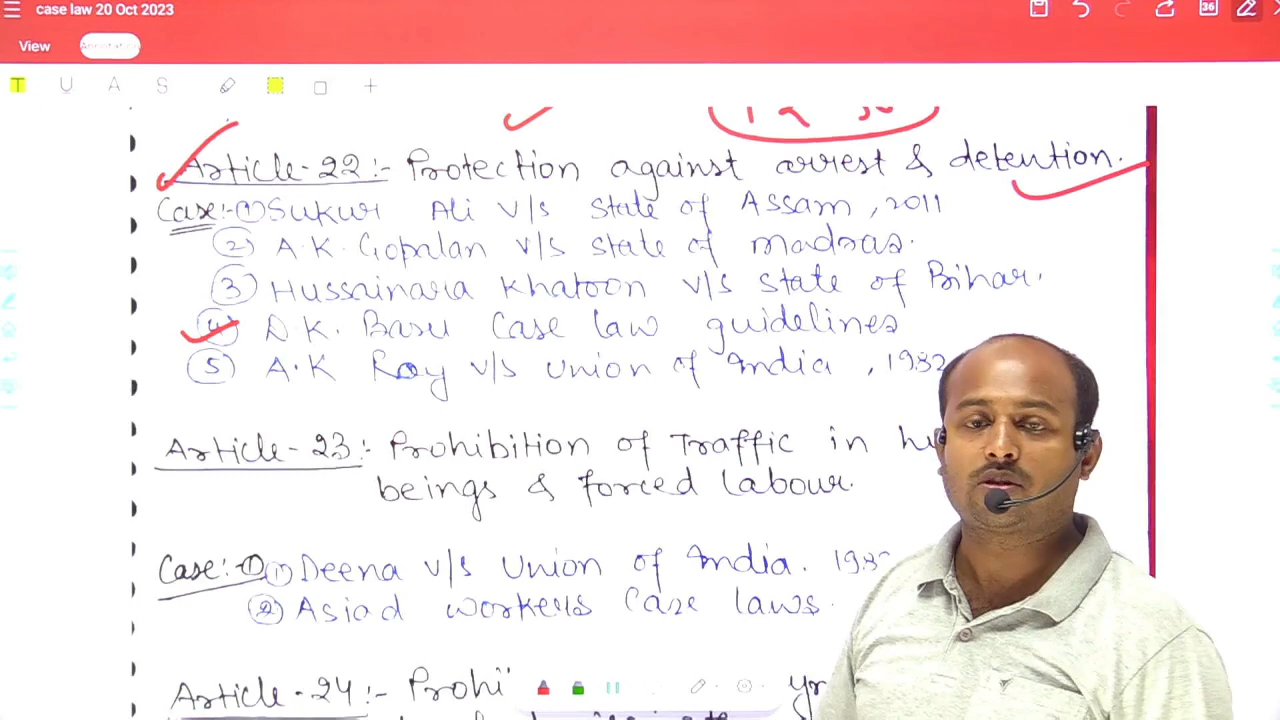 case law 20 Oct 2023
36
View Annotation
T U A S
Article-22:- Protection against arrest & detention.
Case:- ① Sukur Ali v/s State of Assam, 2011
② A.K. Gopalan v/s State of madras.
③ Hussainara Khatoon v/s State of Bihar.
④ D.K. Basu Case law guidelines
⑤ A.K Roy v/s Union of India, 1982
Article-23:- Prohibition of Traffic in
beings & forced labour.
Case:- ① ① Deena v/s Union of India.
② Asiad workers Case laws.
Article-24:-